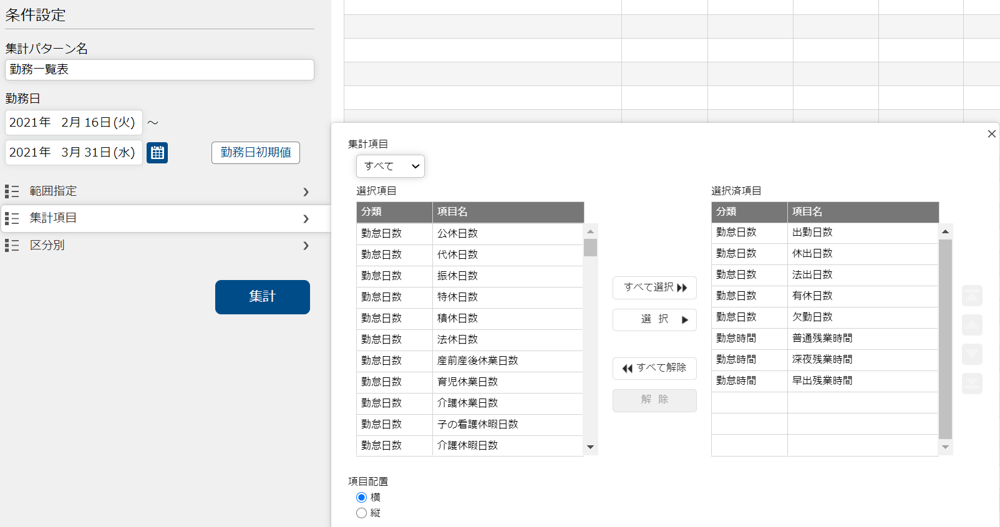 条件設定
集計パターン名
勤務一覧表
勤務日
2021年 2月 16日(火) ～
2021年 3月 31日(水)
勤務日初期値
範囲指定
集計項目
区分別
集計
集計項目
すべて
選択項目
分類 項目名
勤怠日数 公休日数
勤怠日数 代休日数
勤怠日数 振休日数
勤怠日数 特休日数
勤怠日数 積休日数
勤怠日数 法休日数
勤怠日数 産前産後休業日数
勤怠日数 育児休業日数
勤怠日数 介護休業日数
勤怠日数 子の看護休暇日数
勤怠日数 介護休暇日数
すべて選択
選 択
すべて解除
解 除
選択済項目
分類 項目名
勤怠日数 出勤日数
勤怠日数 休出日数
勤怠日数 法出日数
勤怠日数 有休日数
勤怠日数 欠勤日数
勤怠時間 普通残業時間
勤怠時間 深夜残業時間
勤怠時間 早出残業時間
項目配置
横
縦